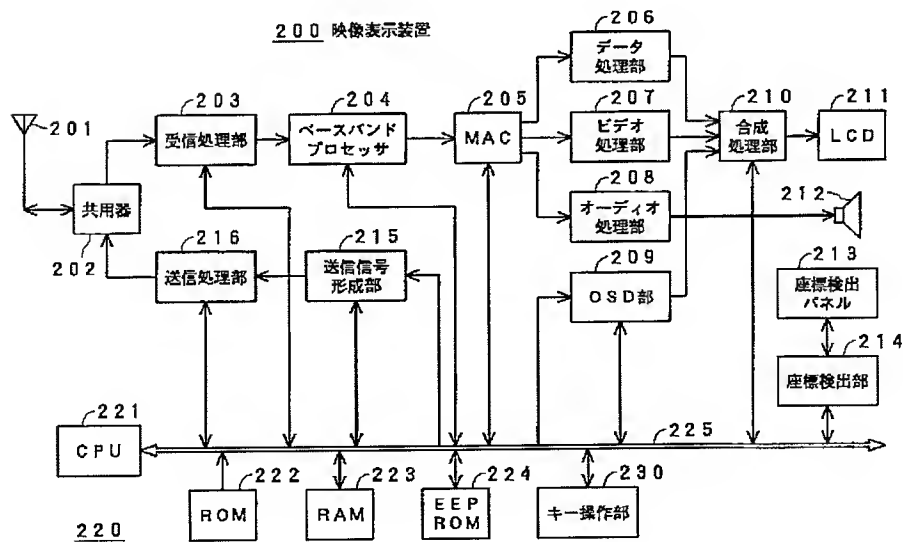 200 映像表示装置
206
データ
処理部
203
受信処理部
204
ベースバンド
プロセッサ
205
MAC
207
ビデオ
処理部
210
合成
処理部
211
LCD
201
共用器
202
208
オーディオ
処理部
212
216
送信処理部
215
送信信号
形成部
209
OSD部
213
座標検出
パネル
214
座標検出部
221
CPU
225
222
ROM
223
RAM
224
EEP
ROM
230
キー操作部
220